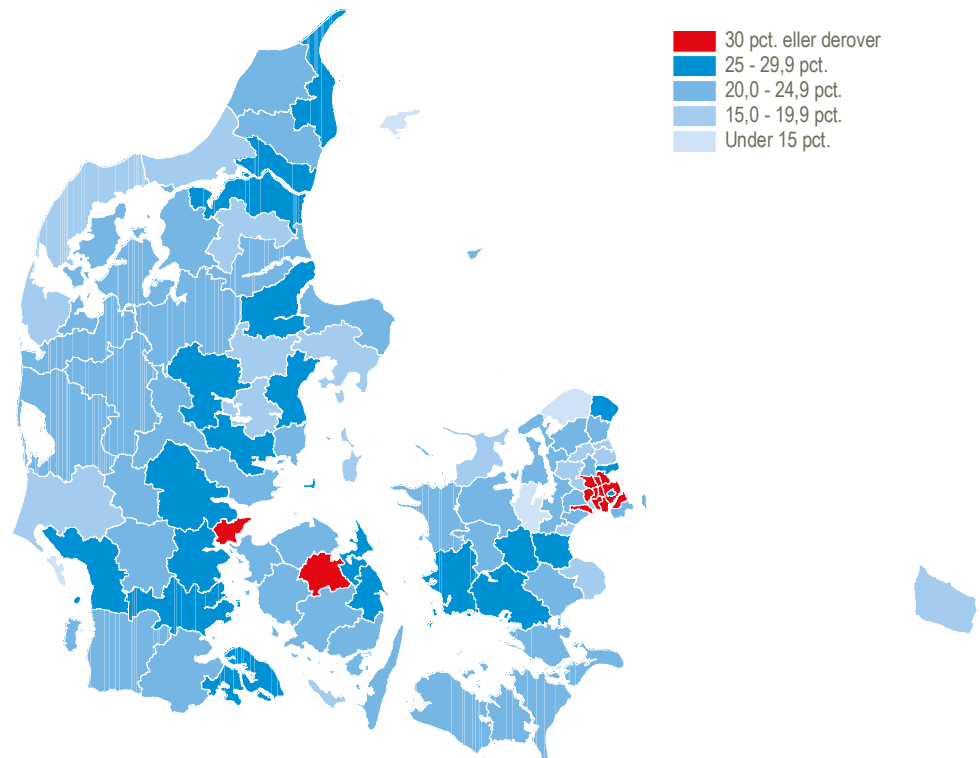 30 pct. eller derover
25 - 29,9 pct.
20,0 - 24,9 pct.
15,0 - 19,9 pct.
Under 15 pct.